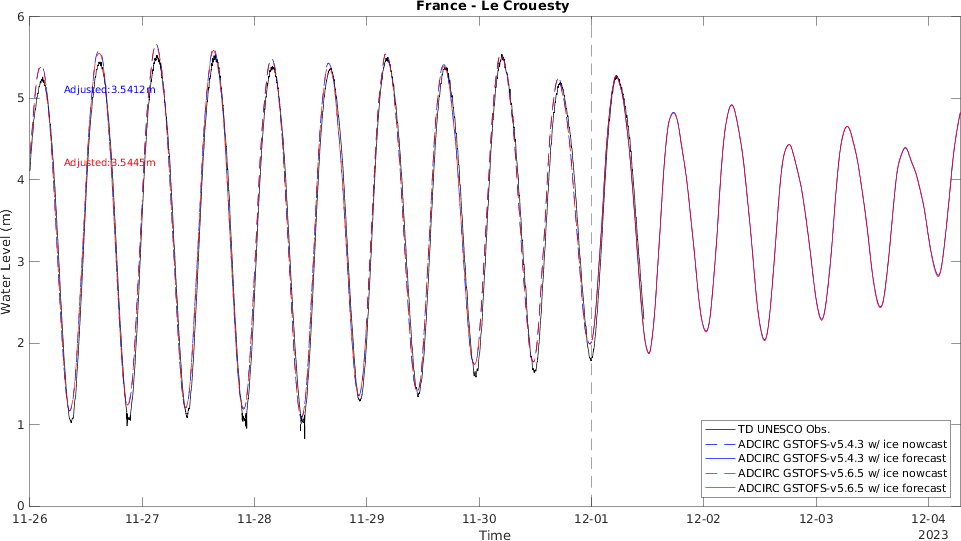 France - Le Crouesty
6
5
4
3
2
1
0
Water Level (m)
Adjusted:3.5412m
Adjusted:3.5445m
TD UNESCO Obs.
ADCIRC GSTOFS-v5.4.3 w/ ice nowcast
ADCIRC GSTOFS-v5.4.3 w/ ice forecast
ADCIRC GSTOFS-v5.6.5 w/ ice nowcast
ADCIRC GSTOFS-v5.6.5 w/ ice forecast
11-26 11-27 11-28 11-29 11-30 12-01 12-02 12-03 12-04
Time
2023